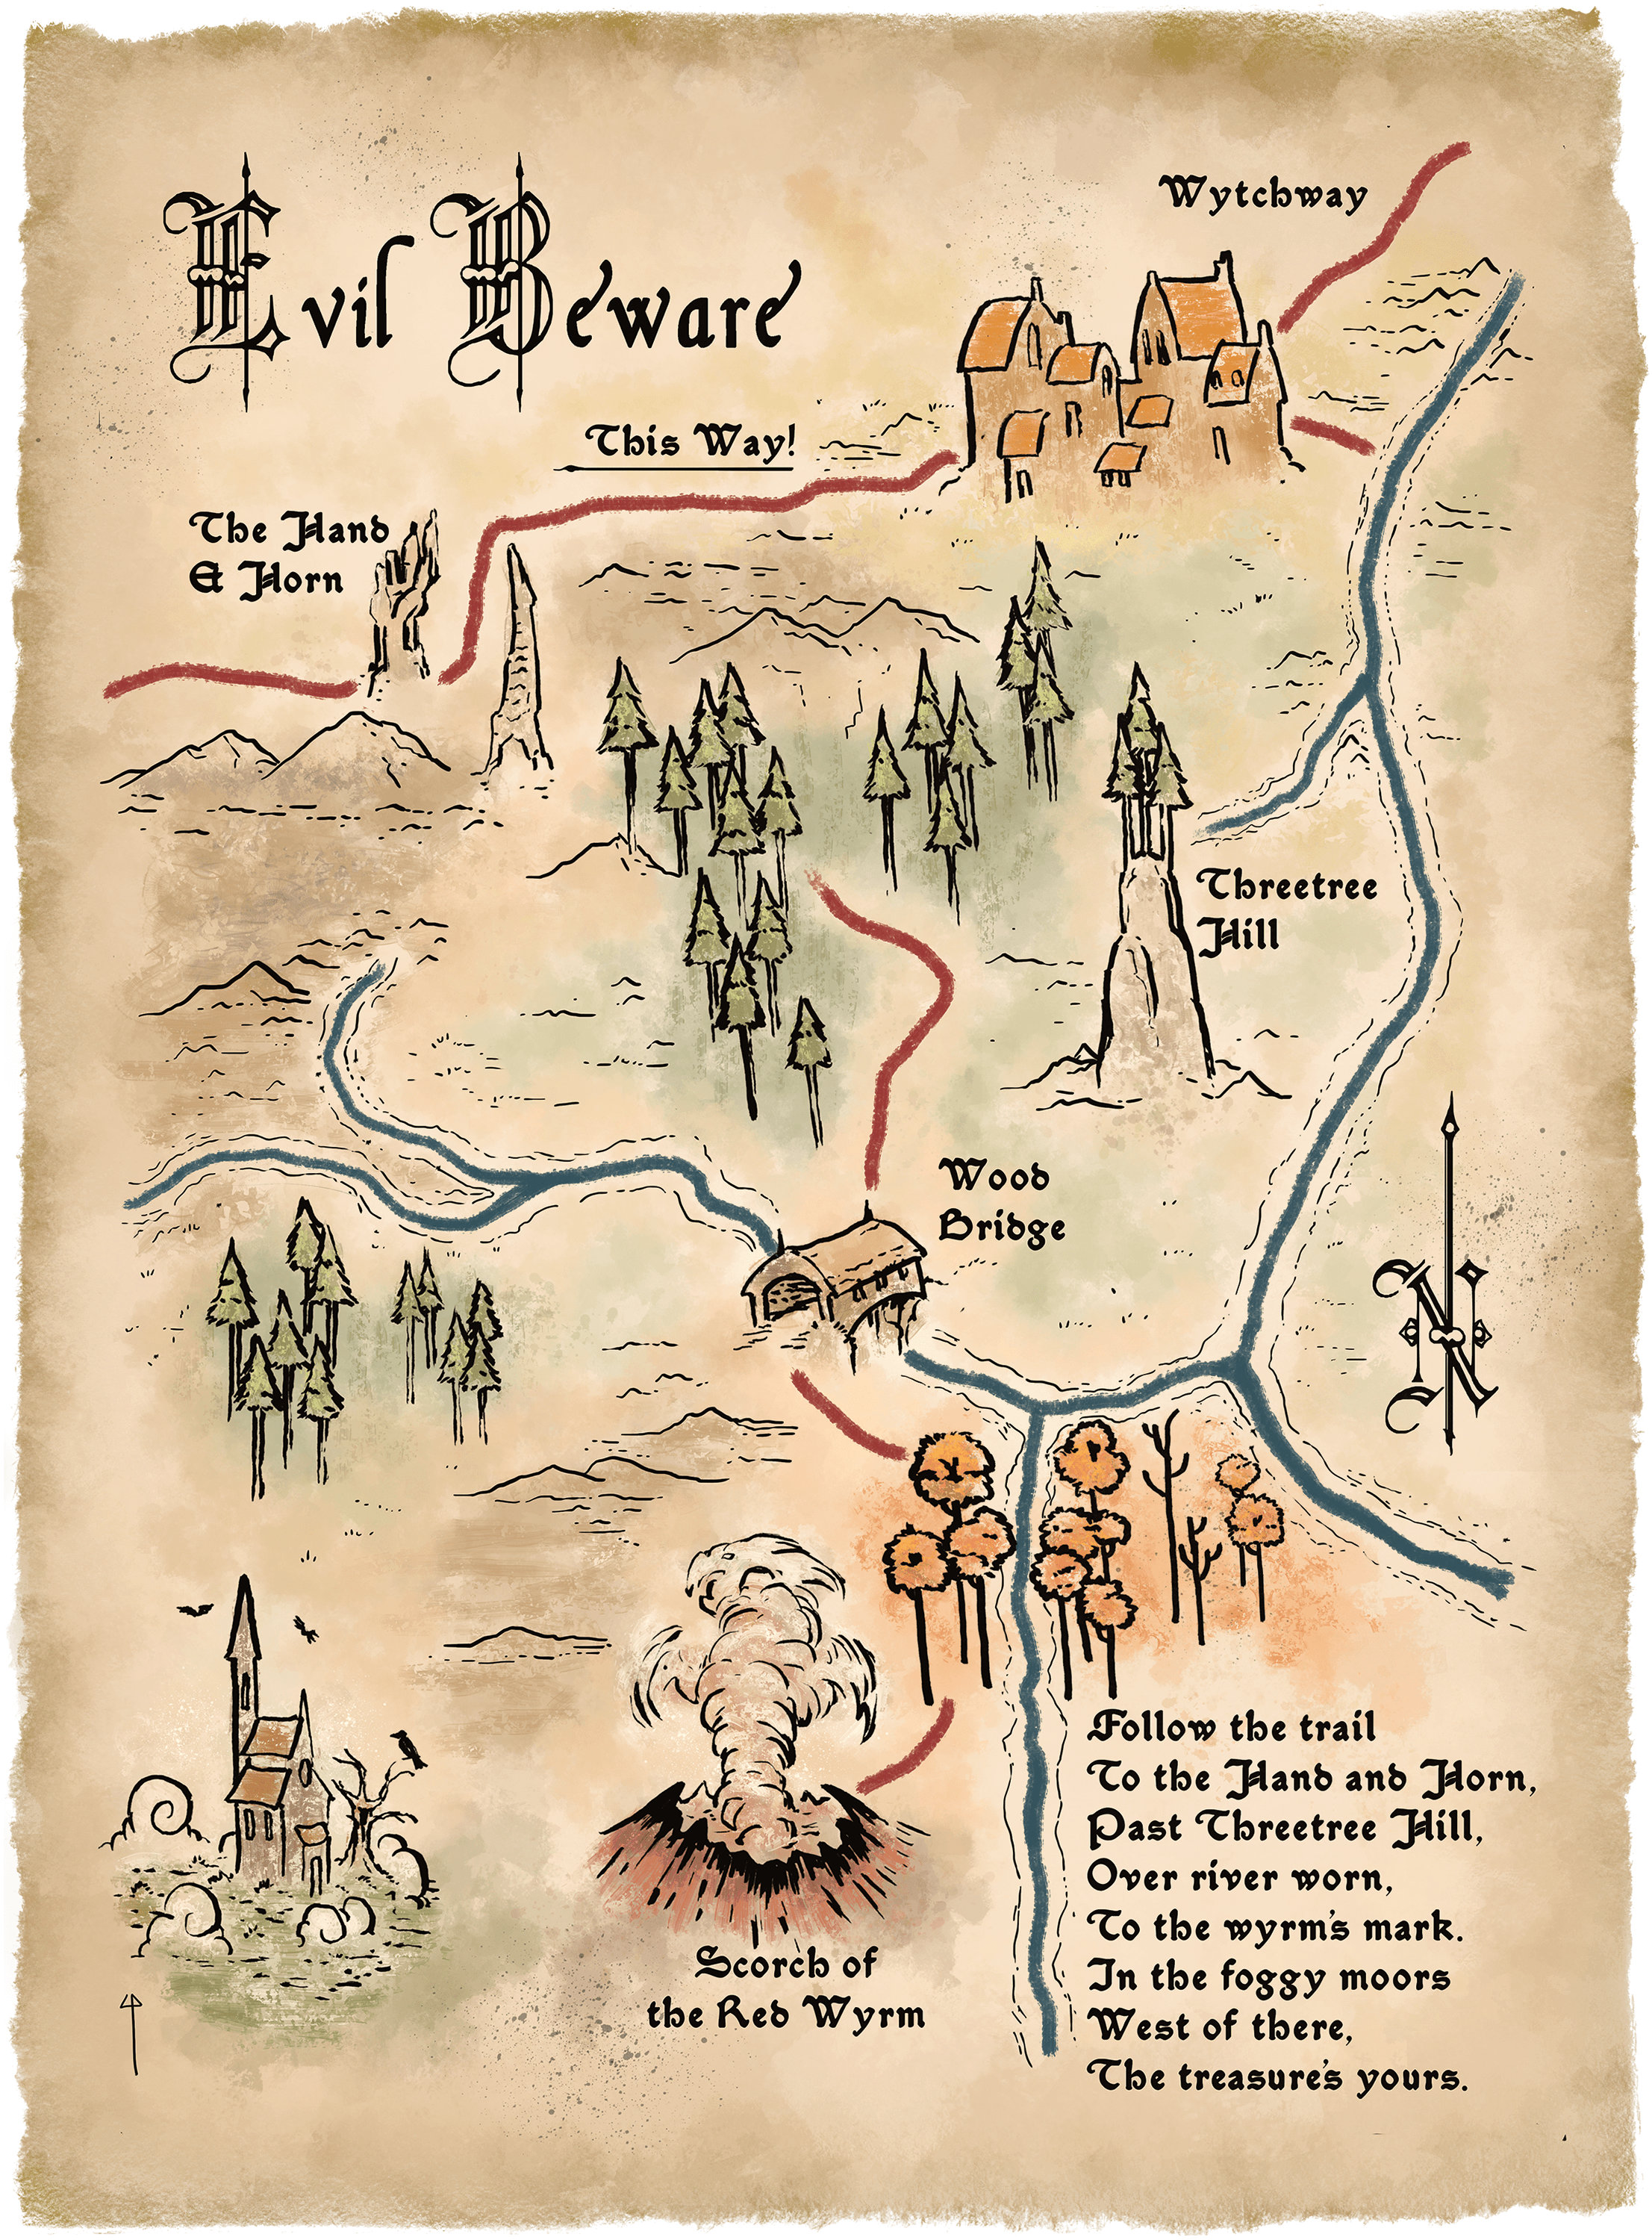 Evil Beware
Wytchway
This Way!
The Hand
& Horn
Threetree
Hill
Wood
Bridge
N
Scorch of
the Red Wyrm
Follow the trail
To the Hand and Horn,
Past Threetree Hill,
Over river worn,
To the wyrm's mark.
In the foggy moors
West of there,
The treasure's yours.